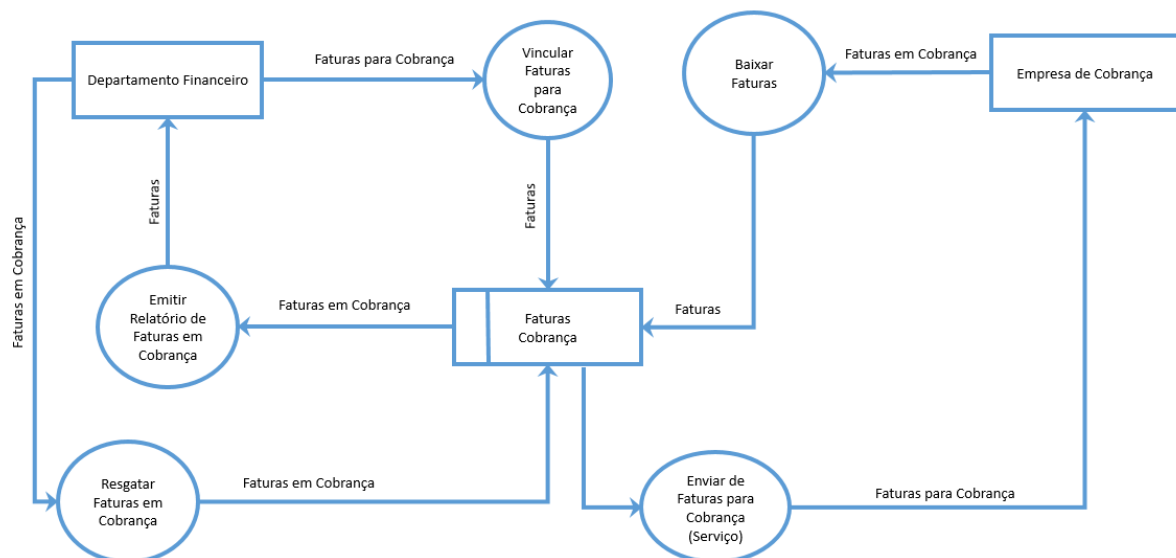 Departamento Financeiro
Faturas para Cobrança
Vincular
Faturas
para
Cobrança
Baixar
Faturas
Faturas em Cobrança
Empresa de Cobrança
Faturas em Cobrança
Faturas
Faturas
Emitir
Relatório de
Faturas em
Cobrança
Faturas em Cobrança
Faturas
Cobrança
Faturas
Resgatar
Faturas em
Cobrança
Faturas em Cobrança
Enviar de
Faturas para
Cobrança
(Serviço)
Faturas para Cobrança